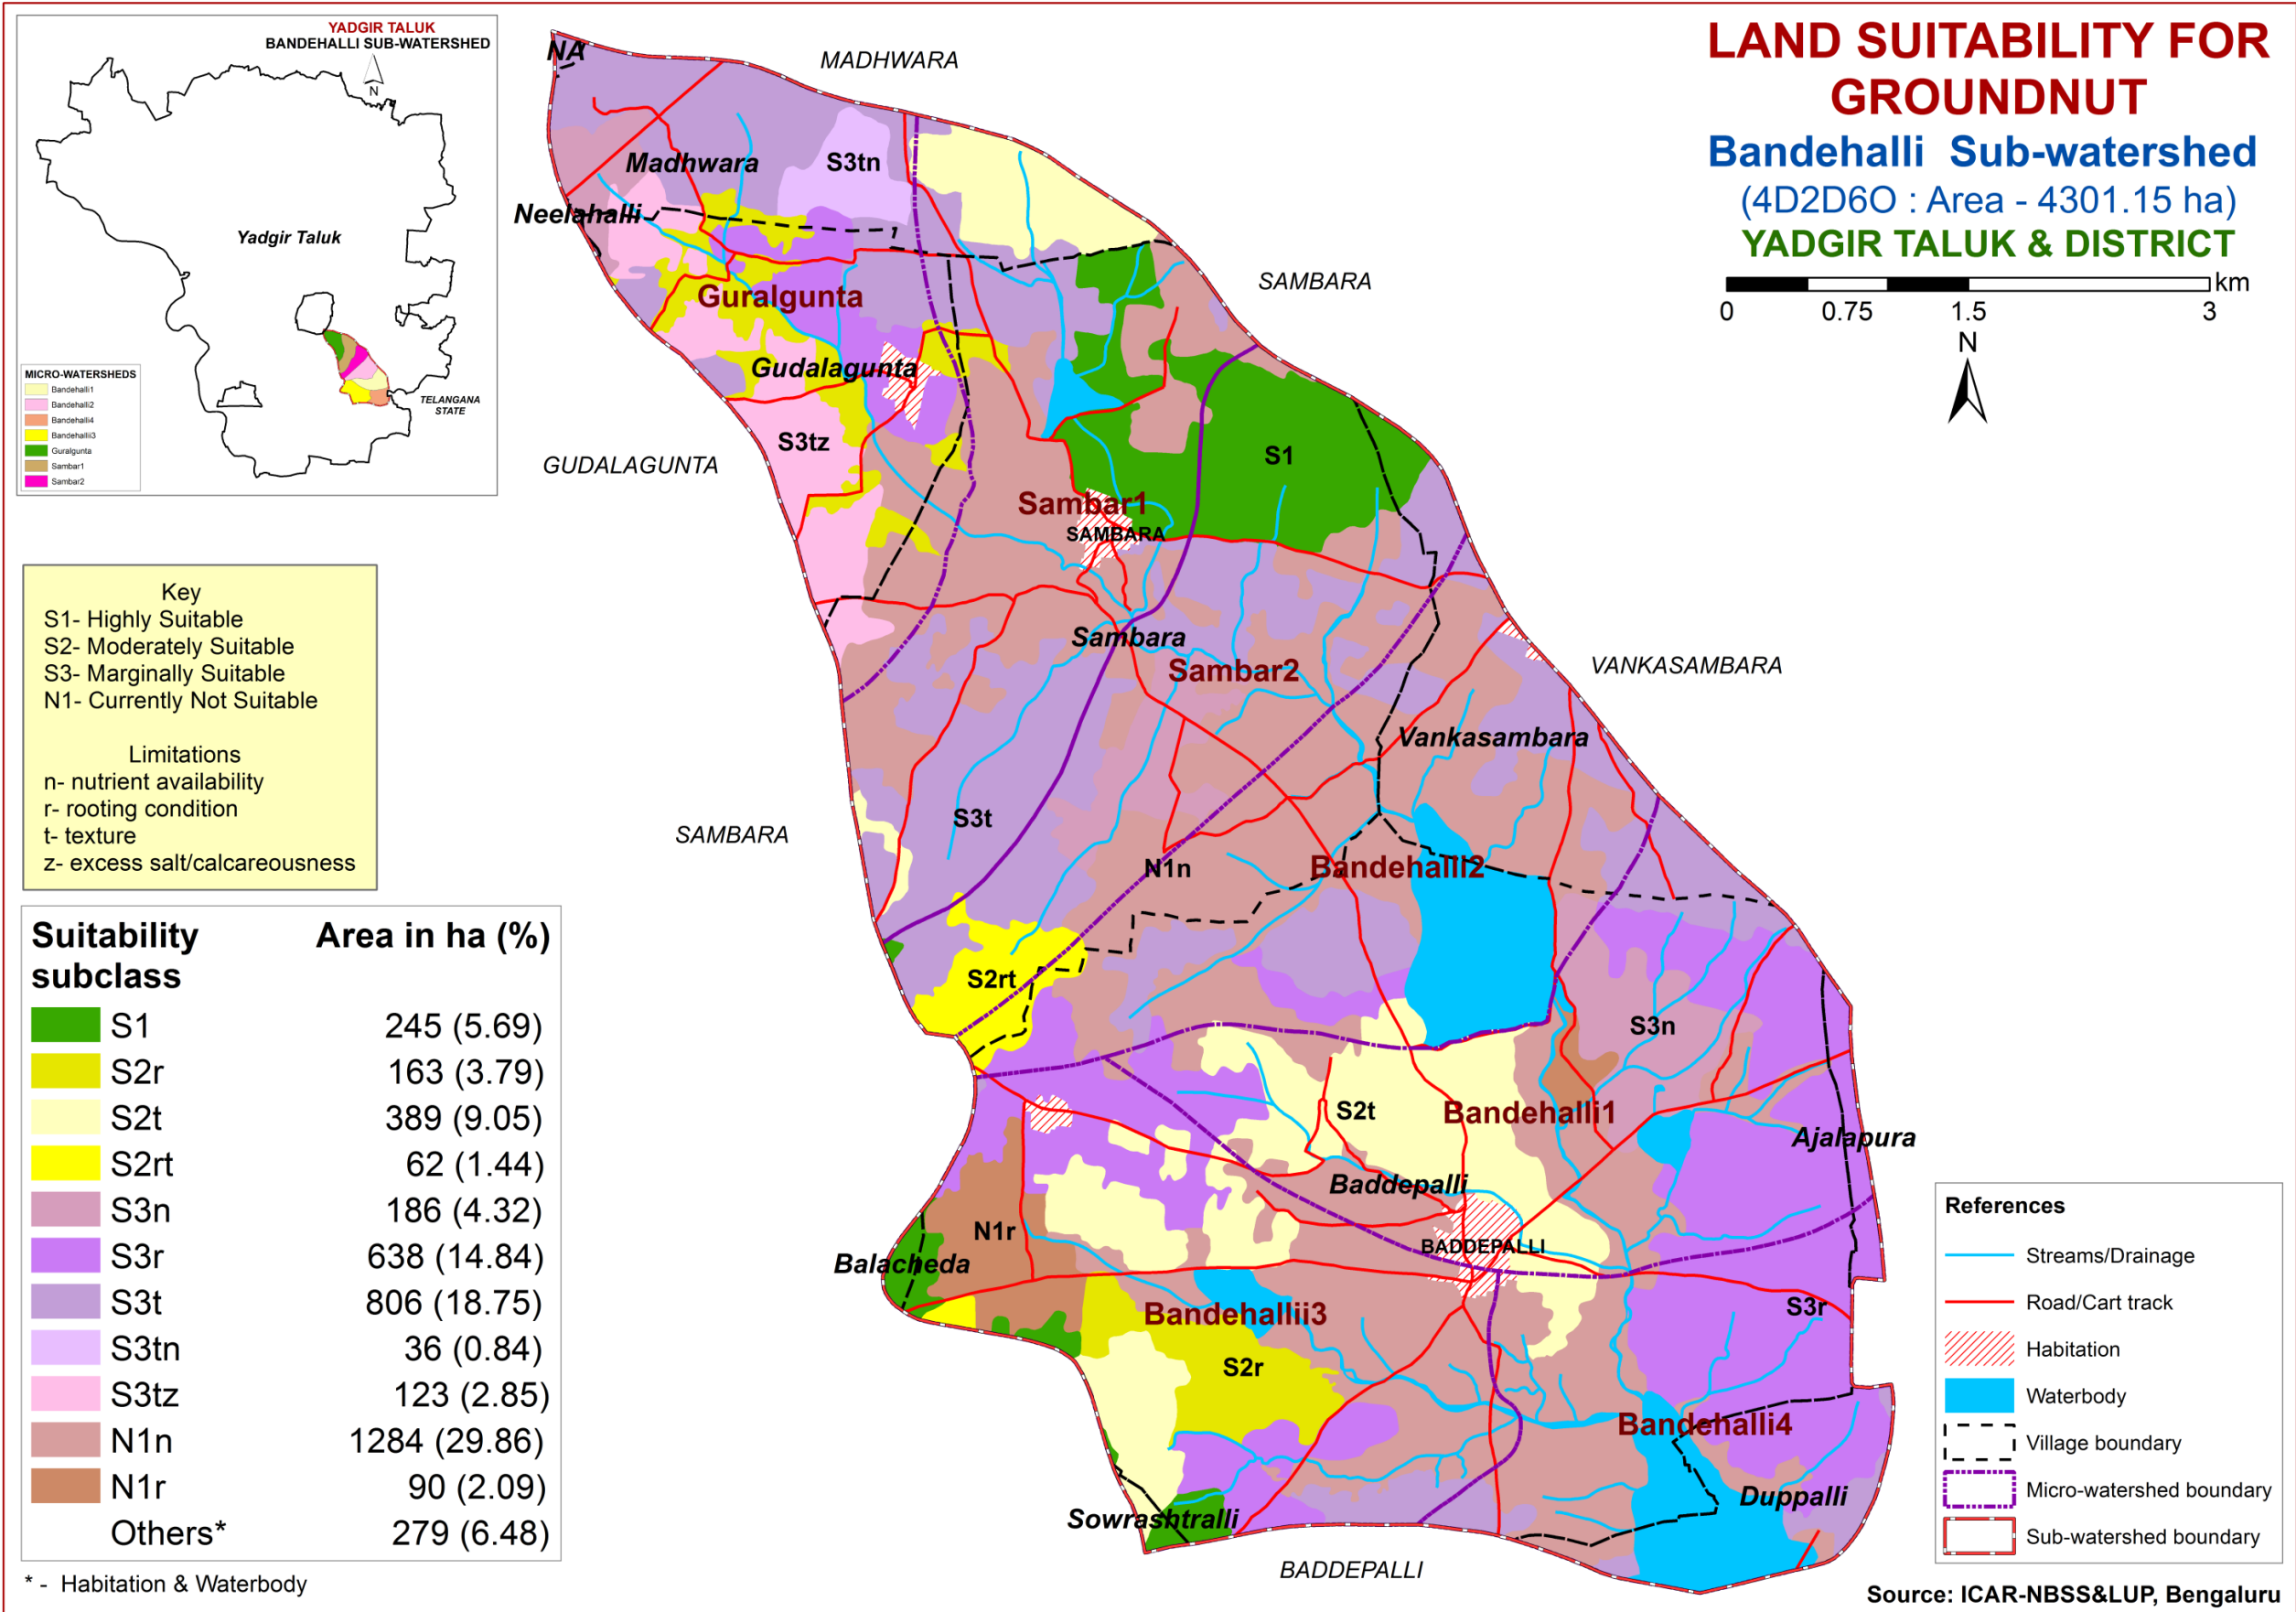 YADGIR TALUK
BANDEHALLI SUB-WATERSHED
N
Yadgir Taluk
TELANGANA
STATE
MICRO-WATERSHEDS
Bandehalli1
Bandehalli2
Bandehalli4
Bandehallii3
Guralgunta
Sambar1
Sambar2
LAND SUITABILITY FOR
GROUNDNUT
Bandehalli Sub-watershed
(4D2D6O : Area - 4301.15 ha)
YADGIR TALUK & DISTRICT
km
0 0.75 1.5 3
N
NA
MADHWARA
Madhwara
S3tn
Neelahalli
SAMBARA
Guralgunta
Gudalagunta
S3tz
S1
GUDALAGUNTA
Sambar1
SAMBARA
Sambara
Sambar2
VANKASAMBARA
Vankasambara
S3t
SAMBARA
N1n
Bandehalli2
S2rt
S3n
S2t
Bandehalli1
Ajalapura
Baddepalli
N1r
BADDEPALLI
Balacheda
Bandehallii3
S3r
S2r
Bandehalli4
Duppalli
Sowrashtralli
BADDEPALLI
Key
S1- Highly Suitable
S2- Moderately Suitable
S3- Marginally Suitable
N1- Currently Not Suitable
Limitations
n- nutrient availability
r- rooting condition
t- texture
z- excess salt/calcareousness
Suitability Area in ha (%)
subclass
S1 245 (5.69)
S2r 163 (3.79)
S2t 389 (9.05)
S2rt 62 (1.44)
S3n 186 (4.32)
S3r 638 (14.84)
S3t 806 (18.75)
S3tn 36 (0.84)
S3tz 123 (2.85)
N1n 1284 (29.86)
N1r 90 (2.09)
Others* 279 (6.48)
* - Habitation & Waterbody
References
Streams/Drainage
Road/Cart track
Habitation
Waterbody
Village boundary
Micro-watershed boundary
Sub-watershed boundary
Source: ICAR-NBSS&LUP, Bengaluru